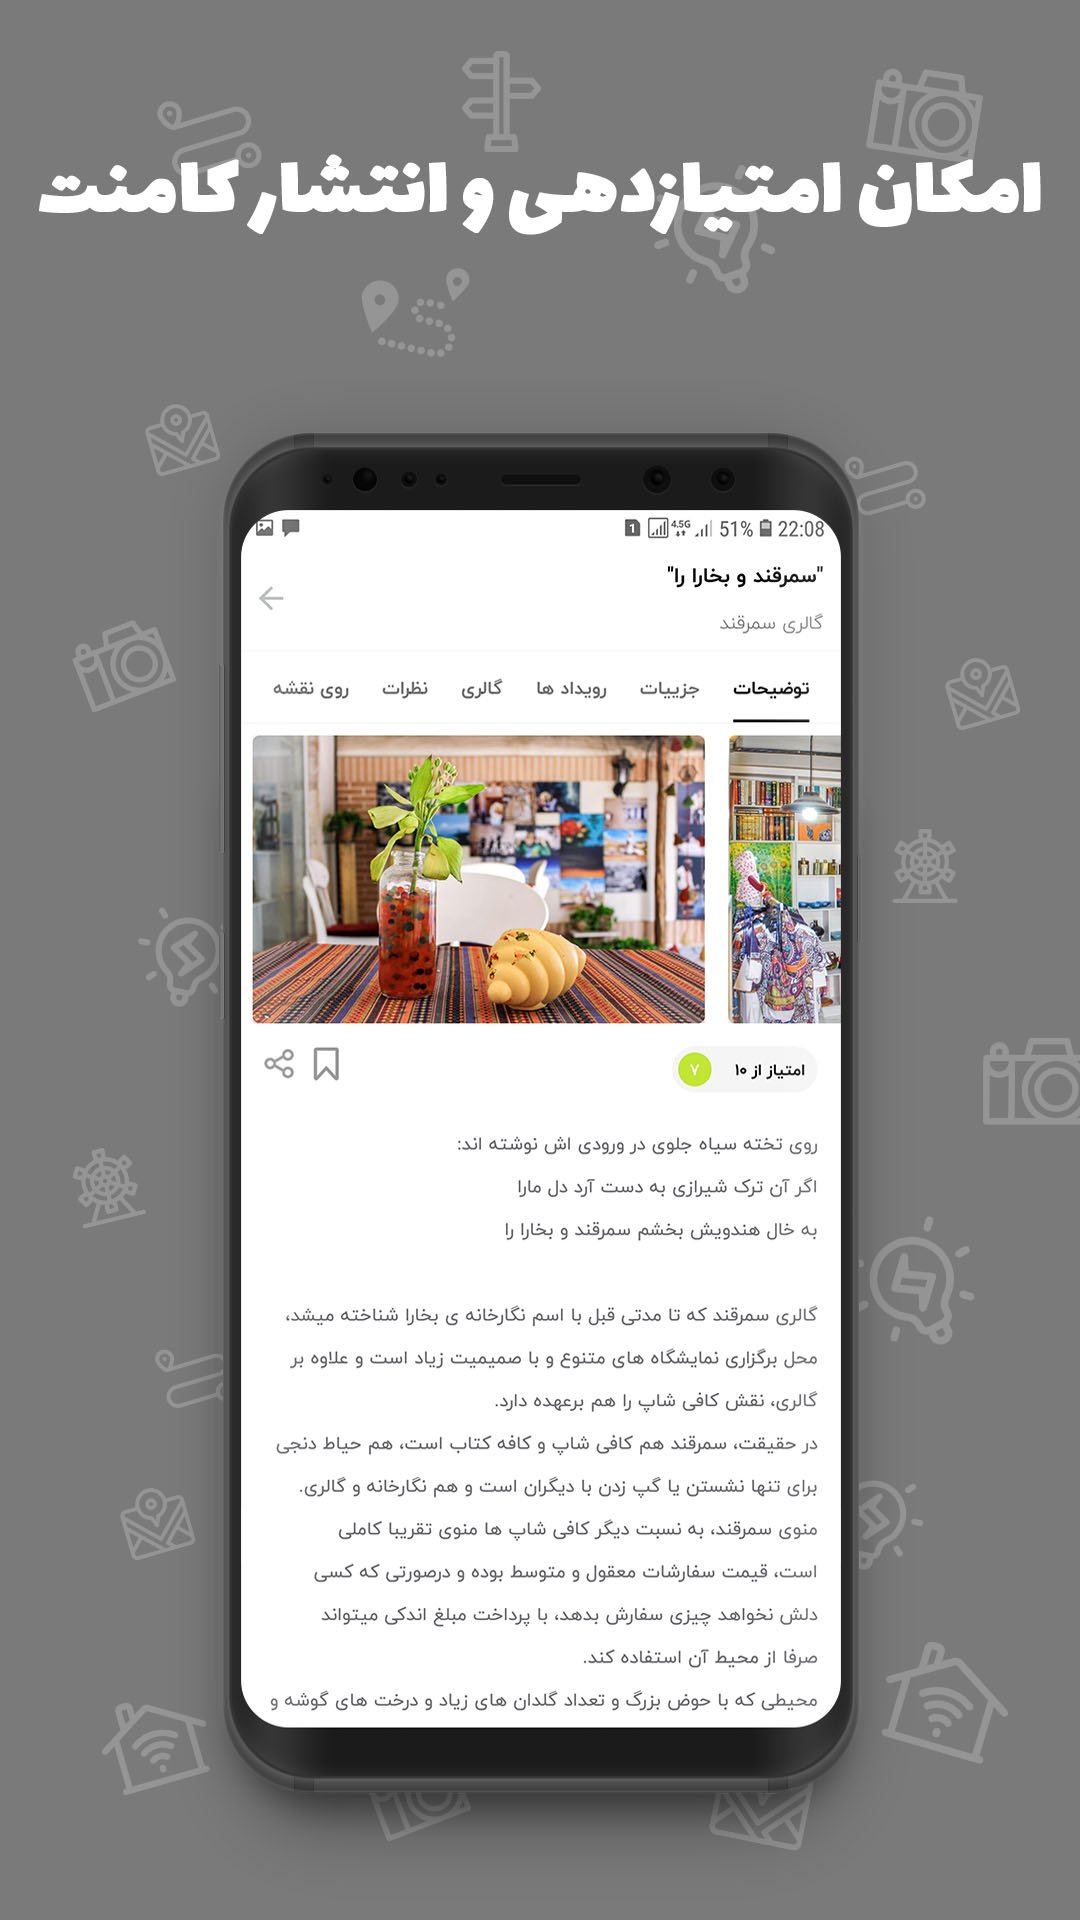 امکان امتیازدهی و انتشار کامنت
1 4.5G 51% 22:08
"سمرقند و بخارا را"
گالری سمرقند
توضیحات جزییات رویداد ها گالری نظرات روی نقشه
امتیاز از ۱۰ ۷
روی تخته سیاه جلوی در ورودی اش نوشته اند:
اگر آن ترک شیرازی به دست آرد دل مارا
به خال هندویش بخشم سمرقند و بخارا را
گالری سمرقند که تا مدتی قبل با اسم نگارخانه ی بخارا شناخته میشد،
محل برگزاری نمایشگاه های متنوع و با صمیمیت زیاد است و علاوه بر
گالری، نقش کافی شاپ را هم برعهده دارد.
در حقیقت، سمرقند هم کافی شاپ و کافه کتاب است، هم حیاط دنجی
برای تنها نشستن یا گپ زدن با دیگران است و هم نگارخانه و گالری.
منوی سمرقند، به نسبت دیگر کافی شاپ ها منوی تقریبا کاملی
است، قیمت سفارشات معقول و متوسط بوده و درصورتی که کسی
دلش نخواهد چیزی سفارش بدهد، با پرداخت مبلغ اندکی میتواند
صرفا از محیط آن استفاده کند.
محیطی که با حوض بزرگ و تعداد گلدان های زیاد و درخت های گوشه و